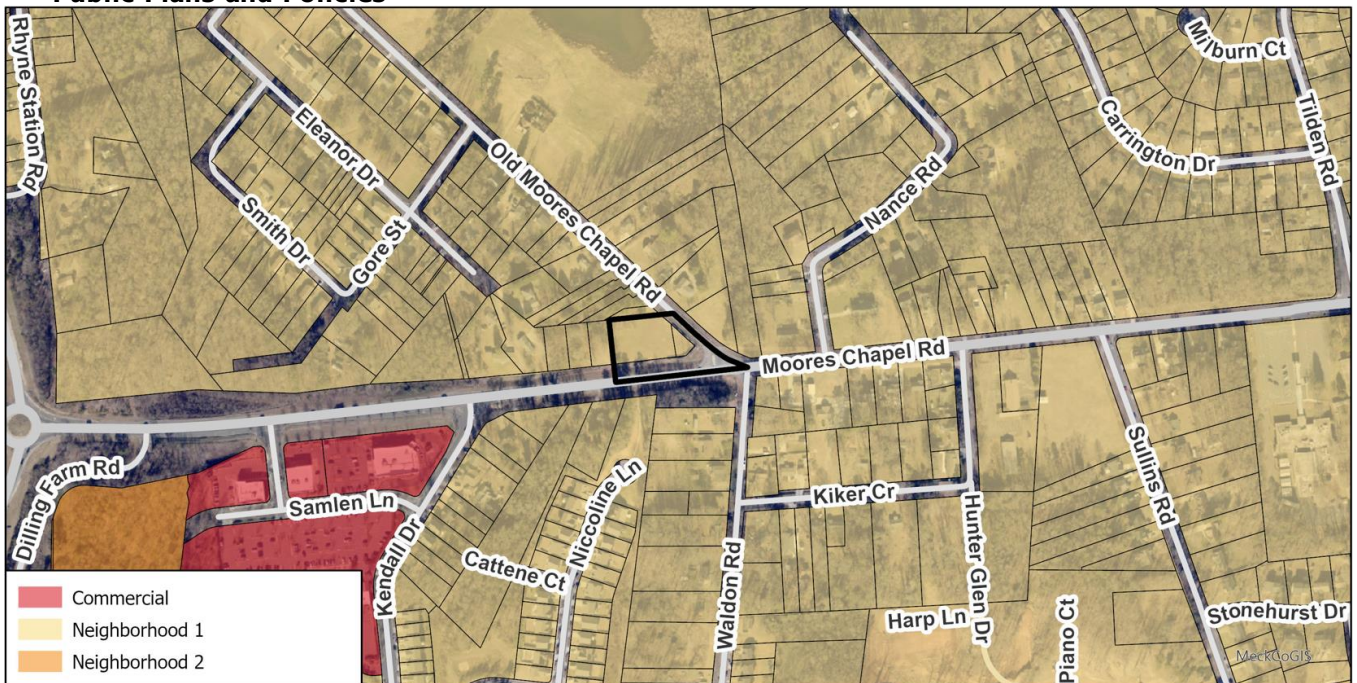 Public Plans and Policies
Rhyne Station Rd
Milburn Ct
Eleanor Dr
Old Moores Chapel Rd
Carrington Dr
Tilden Rd
Nance Rd
Smith Dr
Gore St
Moores Chapel Rd
Dilling Farm Rd
Samlen Ln
Kendall Dr
Cattene Ct
Niccoline Ln
Waldon Rd
Kiker Cr
Hunter Glen Dr
Sullins Rd
Harp Ln
Piano Ct
Stonehurst Dr
Commercial
Neighborhood 1
Neighborhood 2
MeckCoGIS